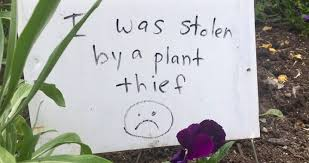 I was stolen
by a plant
thief